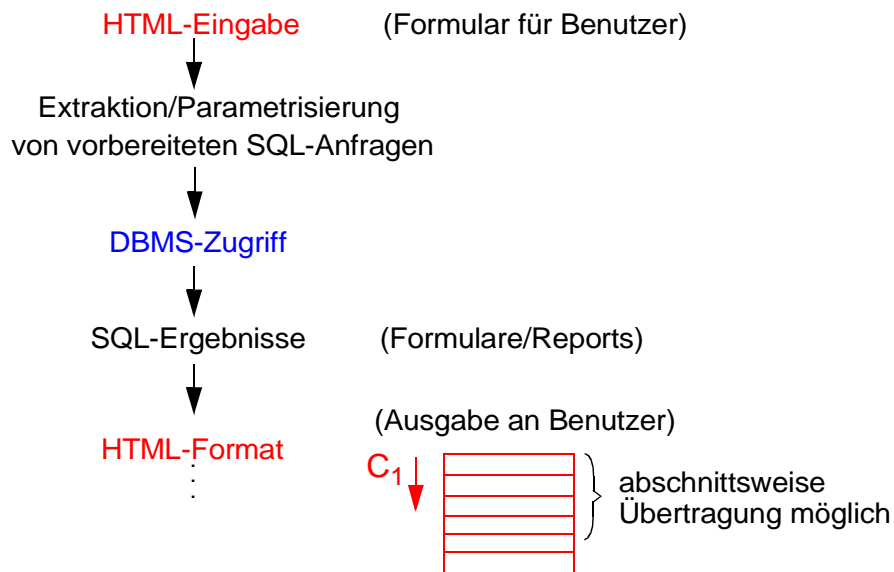 HTML-Eingabe (Formular für Benutzer)
Extraktion/Parametrisierung
von vorbereiteten SQL-Anfragen
DBMS-Zugriff
SQL-Ergebnisse (Formulare/Reports)
(Ausgabe an Benutzer)
HTML-Format
C₁
abschnittsweise
Übertragung möglich